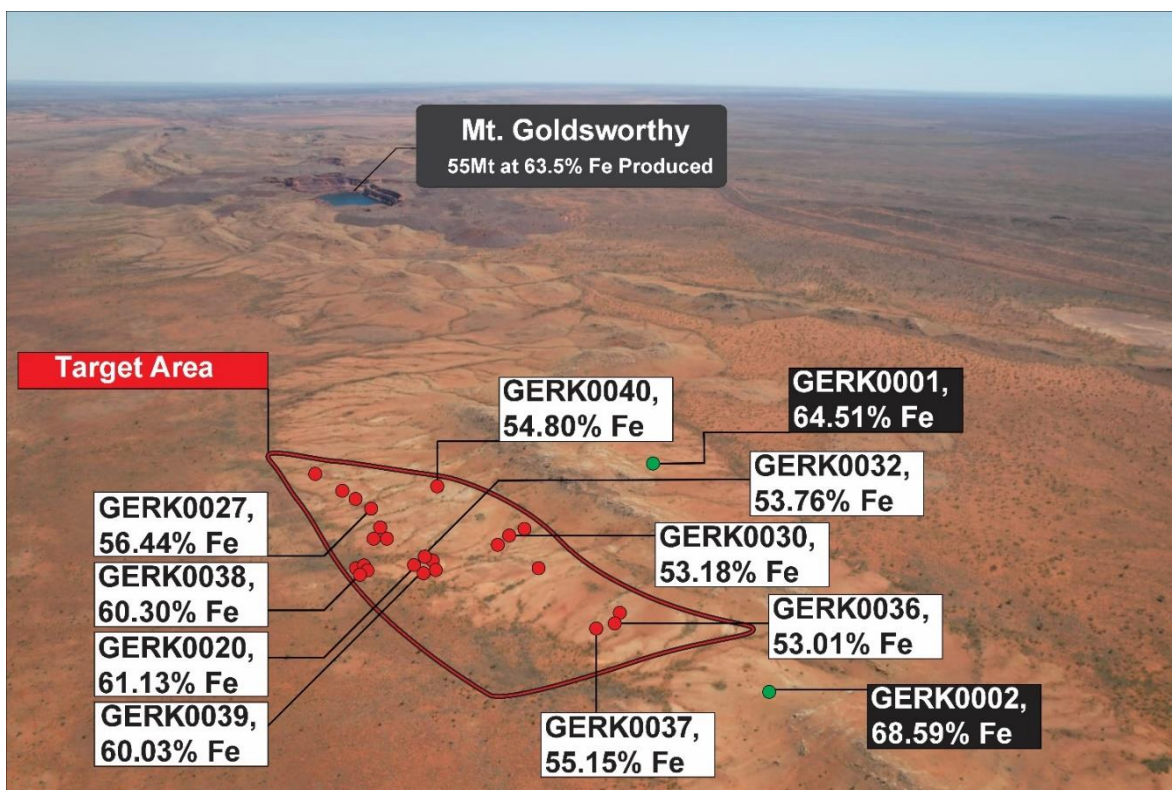 Mt. Goldsworthy
55Mt at 63.5% Fe Produced
Target Area
GERK0040,
54.80% Fe
GERK0001,
64.51% Fe
GERK0032,
53.76% Fe
GERK0027,
56.44% Fe
GERK0030,
53.18% Fe
GERK0038,
60.30% Fe
GERK0036,
53.01% Fe
GERK0020,
61.13% Fe
GERK0002,
68.59% Fe
GERK0039,
60.03% Fe
GERK0037,
55.15% Fe